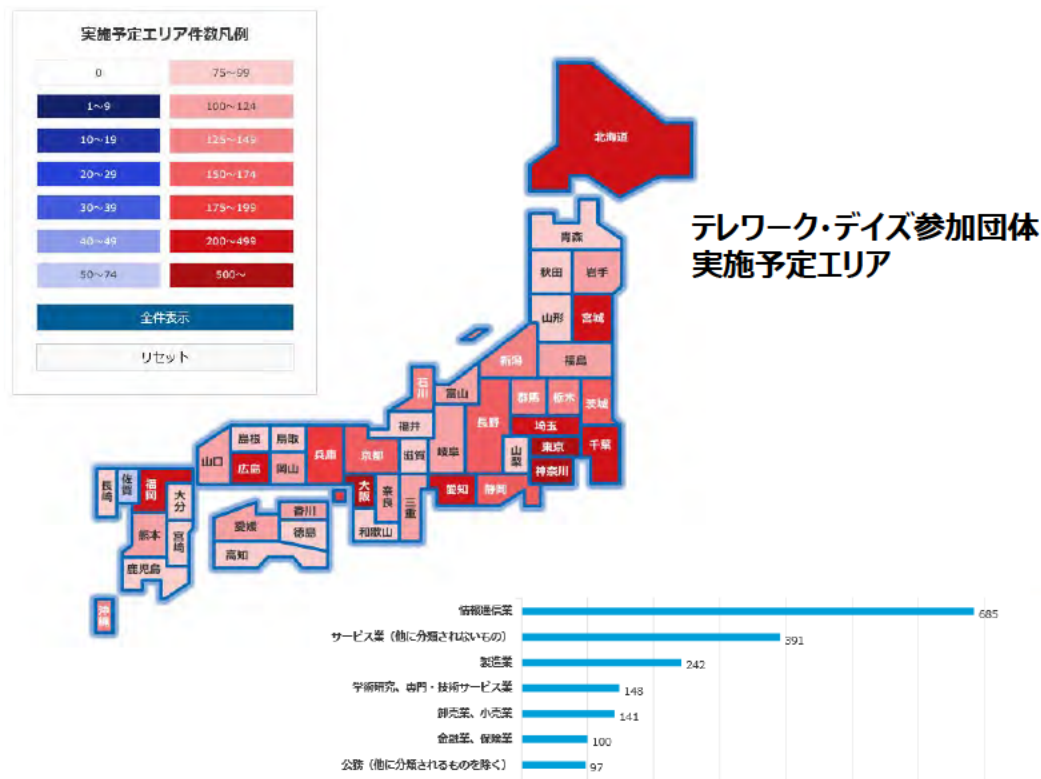 実施予定エリア件数凡例
0
75～99
1～9
100～124
10～19
125～149
20～29
150～174
30～39
175～199
40～49
200～499
50～74
500～
全件表示
リセット
テレワーク・デイズ参加団体
実施予定エリア
北海道
青森
秋田
岩手
山形
宮城
新潟
福島
石川
富山
群馬
栃木
茨城
福井
長野
埼玉
島根
鳥取
兵庫
京都
滋賀
岐阜
山梨
東京
千葉
山口
広島
岡山
神奈川
長崎
佐賀
福岡
大分
大阪
奈良
三重
愛知
静岡
香川
愛媛
徳島
和歌山
熊本
宮崎
高知
鹿児島
沖縄
情報通信業
685
サービス業（他に分類されないもの）
391
製造業
242
学術研究、専門・技術サービス業
148
卸売業、小売業
141
金融業、保険業
100
公務（他に分類されるものを除く）
97